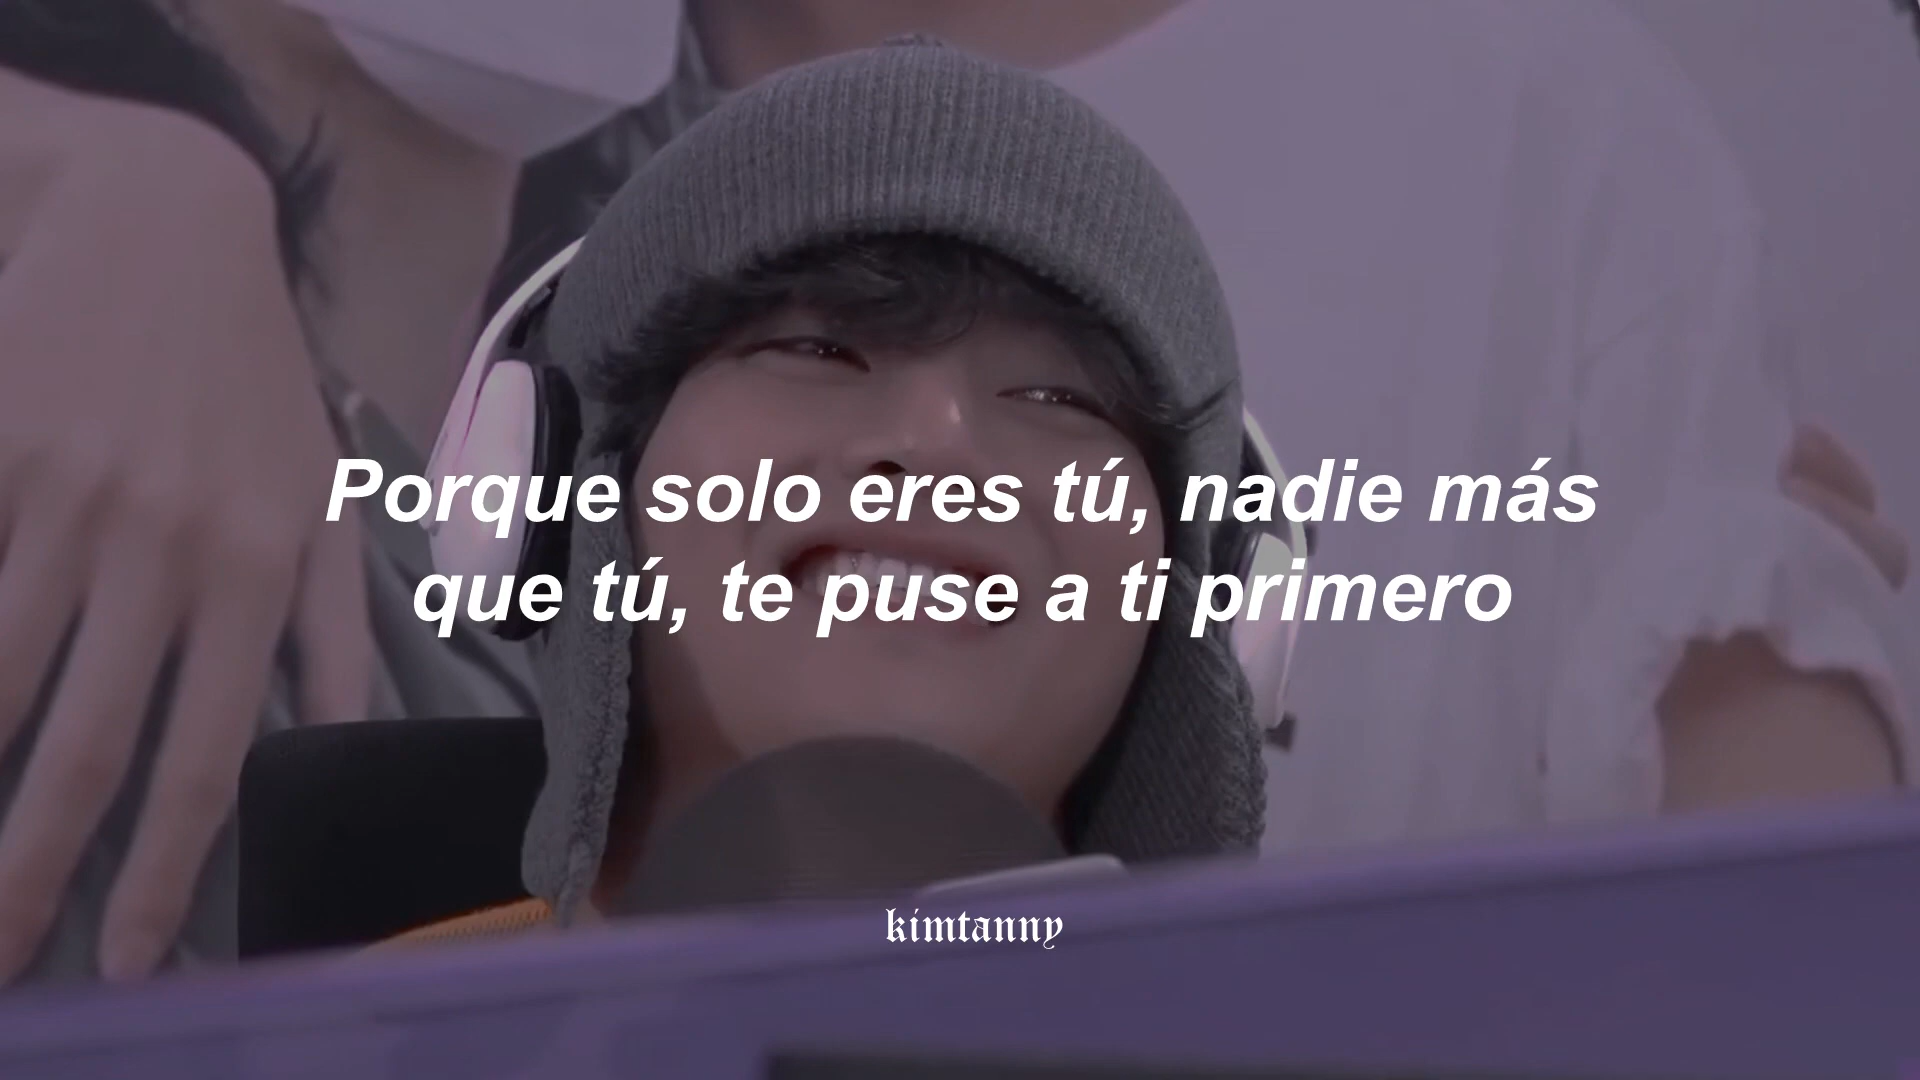 Porque solo eres tú, nadie más
que tú, te puse a ti primero
kimtanny